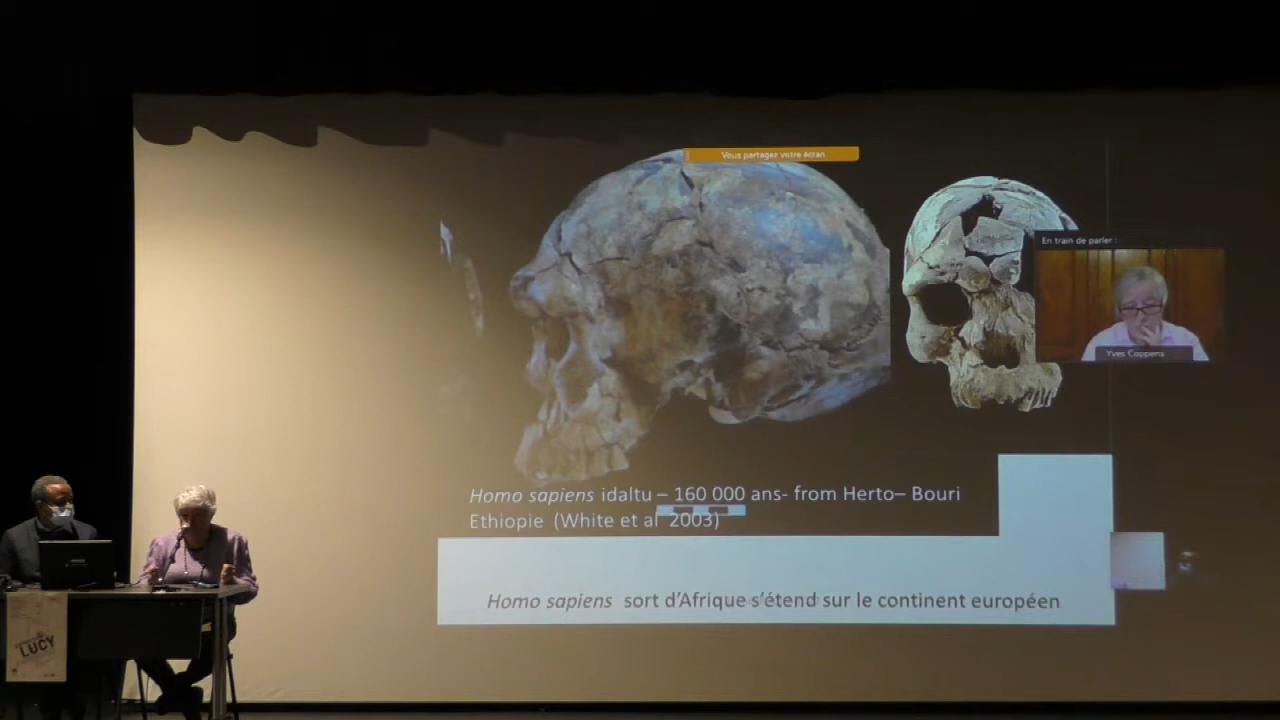 Vous partagez votre écran
En train de parler :
Yves Coppens
Homo sapiens idaltu – 160 000 ans- from Herto– Bouri
Ethiopie (White et al 2003)
Homo sapiens sort d'Afrique s'étend sur le continent européen
LUCY